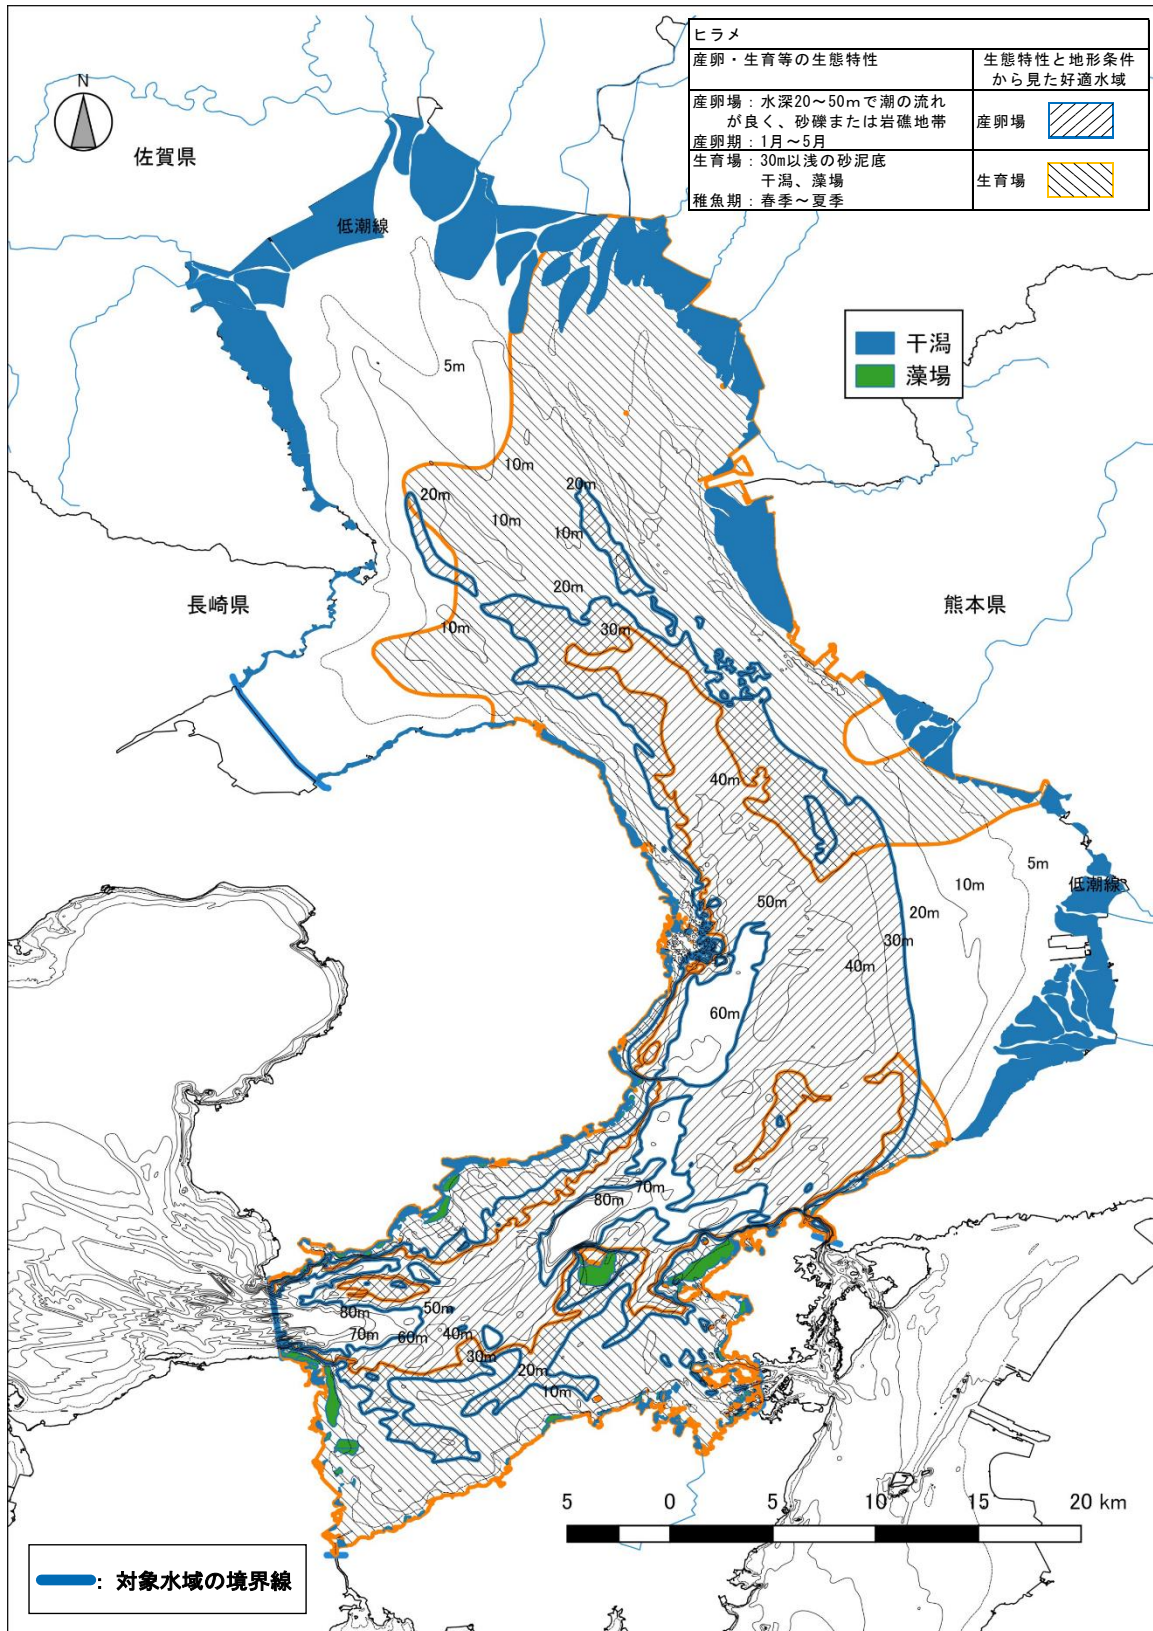 ヒラメ
産卵・生育等の生態特性
生態特性と地形条件
から見た好適水域
産卵場：水深20～50mで潮の流れ
が良く、砂礫または岩礁地帯
産卵期：1月～5月
産卵場
生育場：30m以浅の砂泥底
干潟、藻場
稚魚期：春季～夏季
生育場
N
佐賀県
低潮線
干潟
藻場
5m
10m
20m
20m
10m
10m
20m
長崎県
熊本県
10m
30m
40m
5m
10m
低潮線
50m
20m
30m
40m
60m
70m
80m
80m
50m
70m
60m
40m
30m
20m
10m
5
0
5
10
15
20 km
：対象水域の境界線